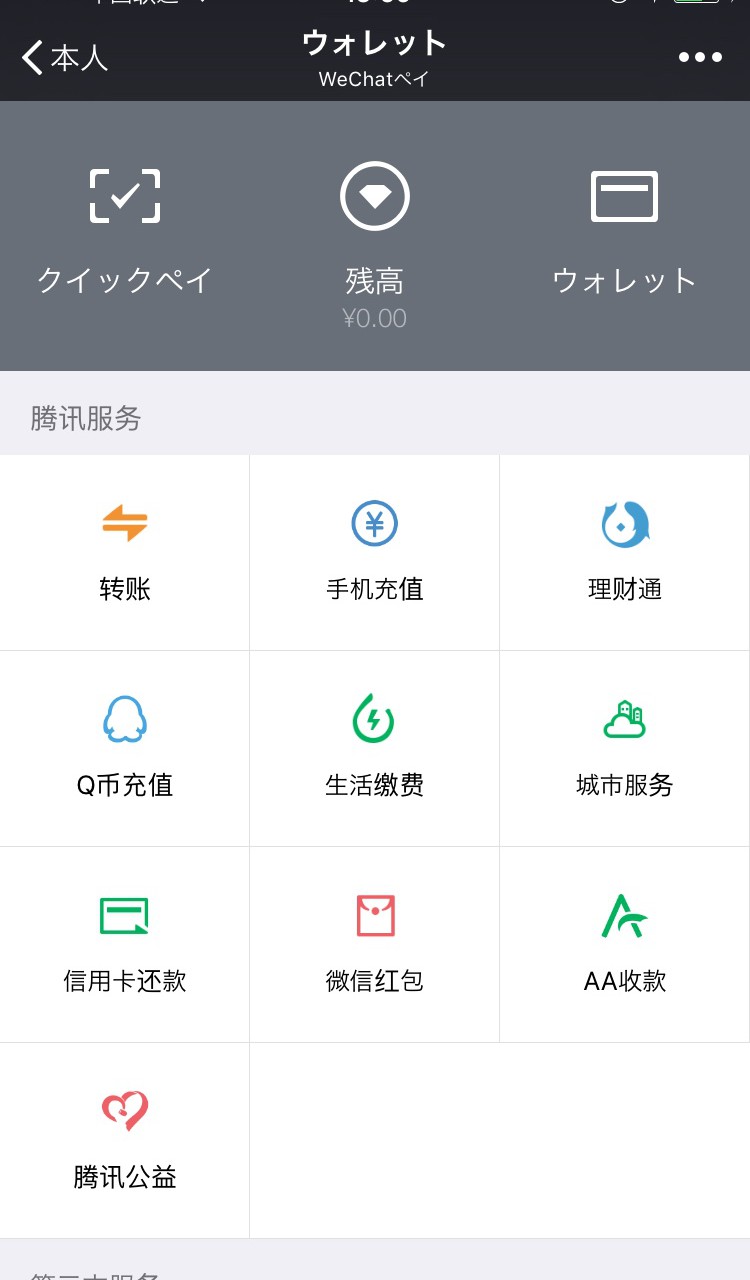 本人
ウォレット
WeChatペイ
クイックペイ
残高
ウォレット
¥0.00
腾讯服务
转账
手机充值
理财通
Q币充值
生活缴费
城市服务
信用卡还款
微信红包
AA收款
腾讯公益